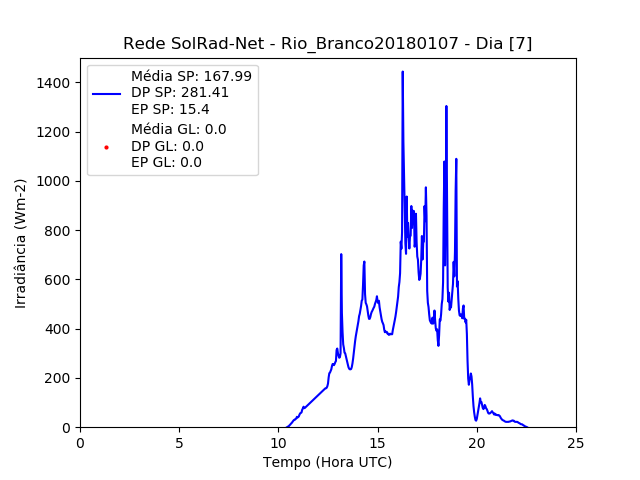 Rede SolRad-Net - Rio_Branco20180107 - Dia [7]
Média SP: 167.99
DP SP: 281.41
EP SP: 15.4
Média GL: 0.0
DP GL: 0.0
EP GL: 0.0
1400
1200
1000
800
600
400
200
0
Irradiância (Wm-2)
0 5 10 15 20 25
Tempo (Hora UTC)